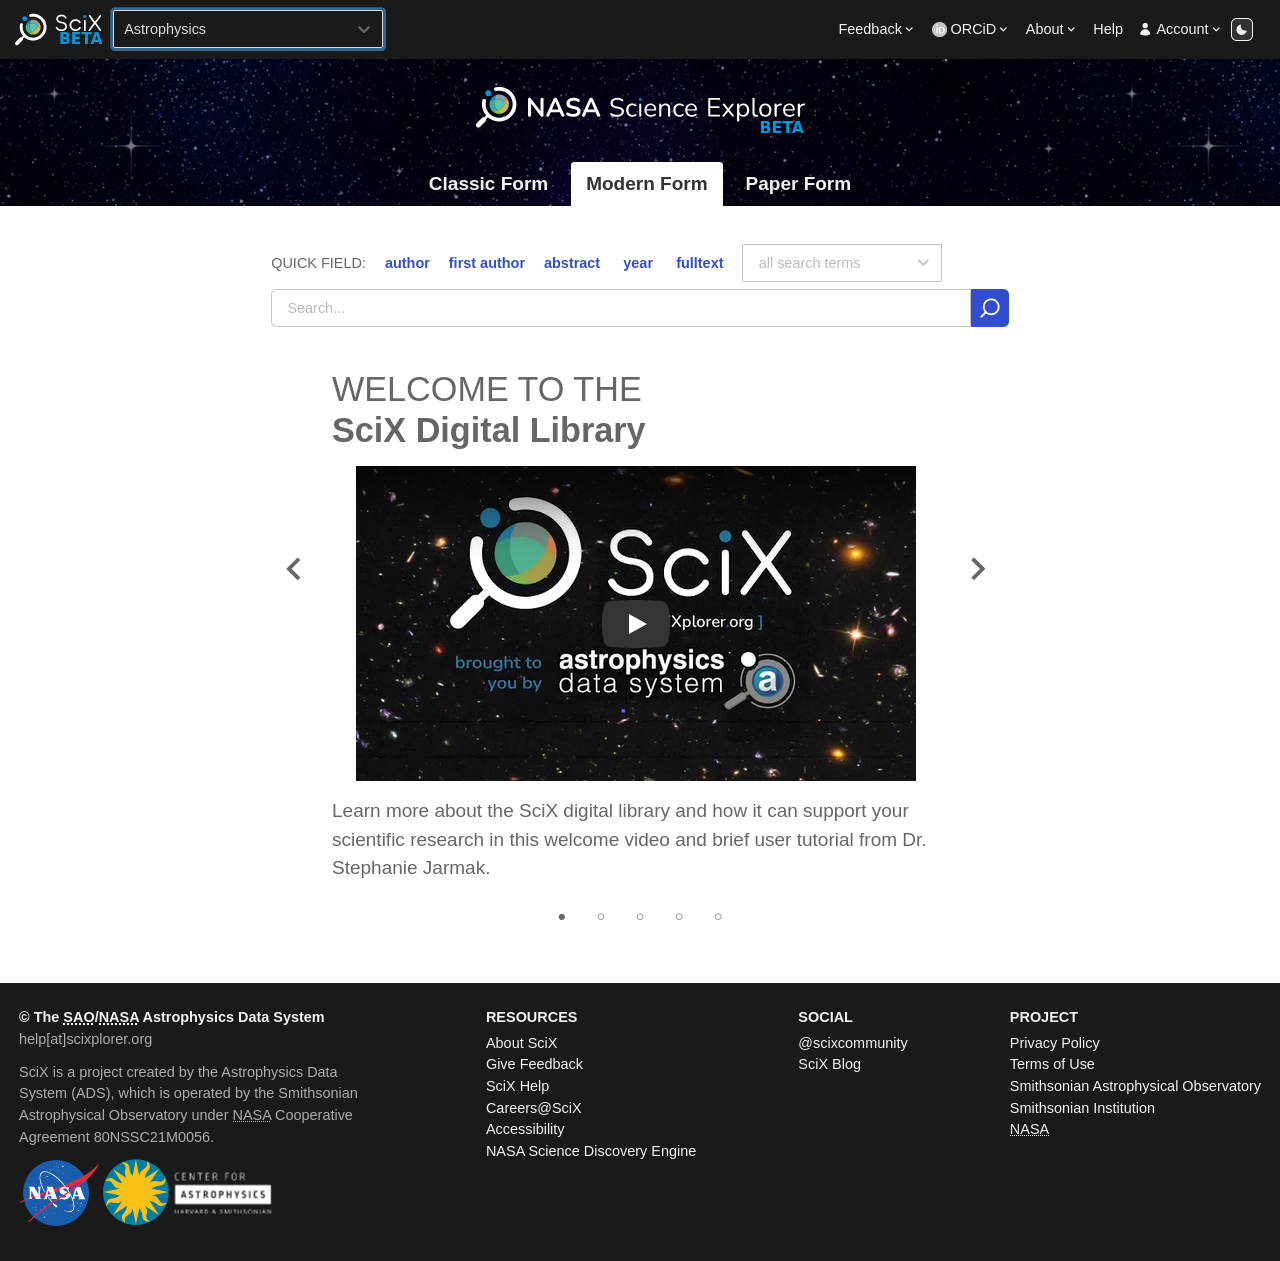 SciX
BETA
Astrophysics
Feedback
iD ORCiD
About
Help
Account
NASA Science Explorer
BETA
Classic Form
Modern Form
Paper Form
QUICK FIELD: author first author abstract year fulltext all search terms
Search...
WELCOME TO THE
SciX Digital Library
SciX
Xplorer.org ]
brought to
you by
astrophysics
data system
a
Learn more about the SciX digital library and how it can support your
scientific research in this welcome video and brief user tutorial from Dr.
Stephanie Jarmak.
© The SAO/NASA Astrophysics Data System
help[at]scixplorer.org
SciX is a project created by the Astrophysics Data
System (ADS), which is operated by the Smithsonian
Astrophysical Observatory under NASA Cooperative
Agreement 80NSSC21M0056.
NASA
CENTER FOR
ASTROPHYSICS
HARVARD & SMITHSONIAN
RESOURCES
About SciX
Give Feedback
SciX Help
Careers@SciX
Accessibility
NASA Science Discovery Engine
SOCIAL
@scixcommunity
SciX Blog
PROJECT
Privacy Policy
Terms of Use
Smithsonian Astrophysical Observatory
Smithsonian Institution
NASA